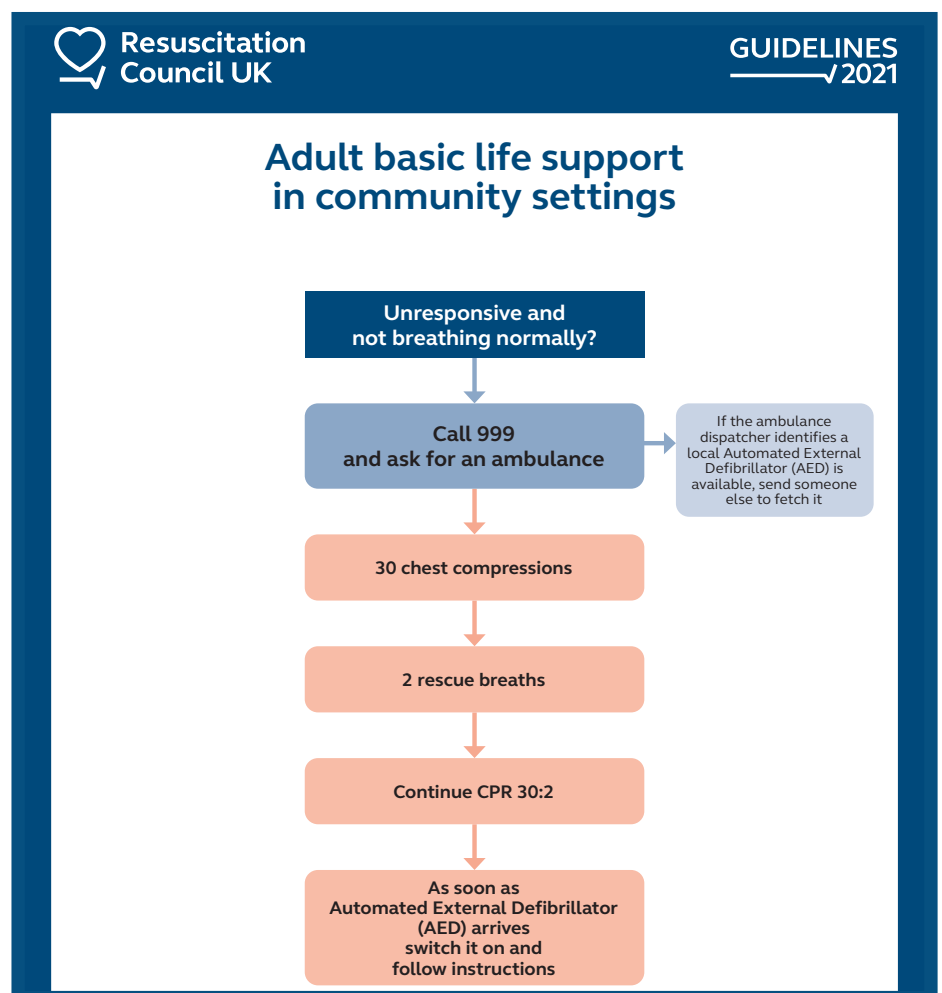 Resuscitation
Council UK
GUIDELINES
2021
Adult basic life support
in community settings
Unresponsive and
not breathing normally?
Call 999
and ask for an ambulance
If the ambulance
dispatcher identifies a
local Automated External
Defibrillator (AED) is
available, send someone
else to fetch it
30 chest compressions
2 rescue breaths
Continue CPR 30:2
As soon as
Automated External Defibrillator
(AED) arrives
switch it on and
follow instructions